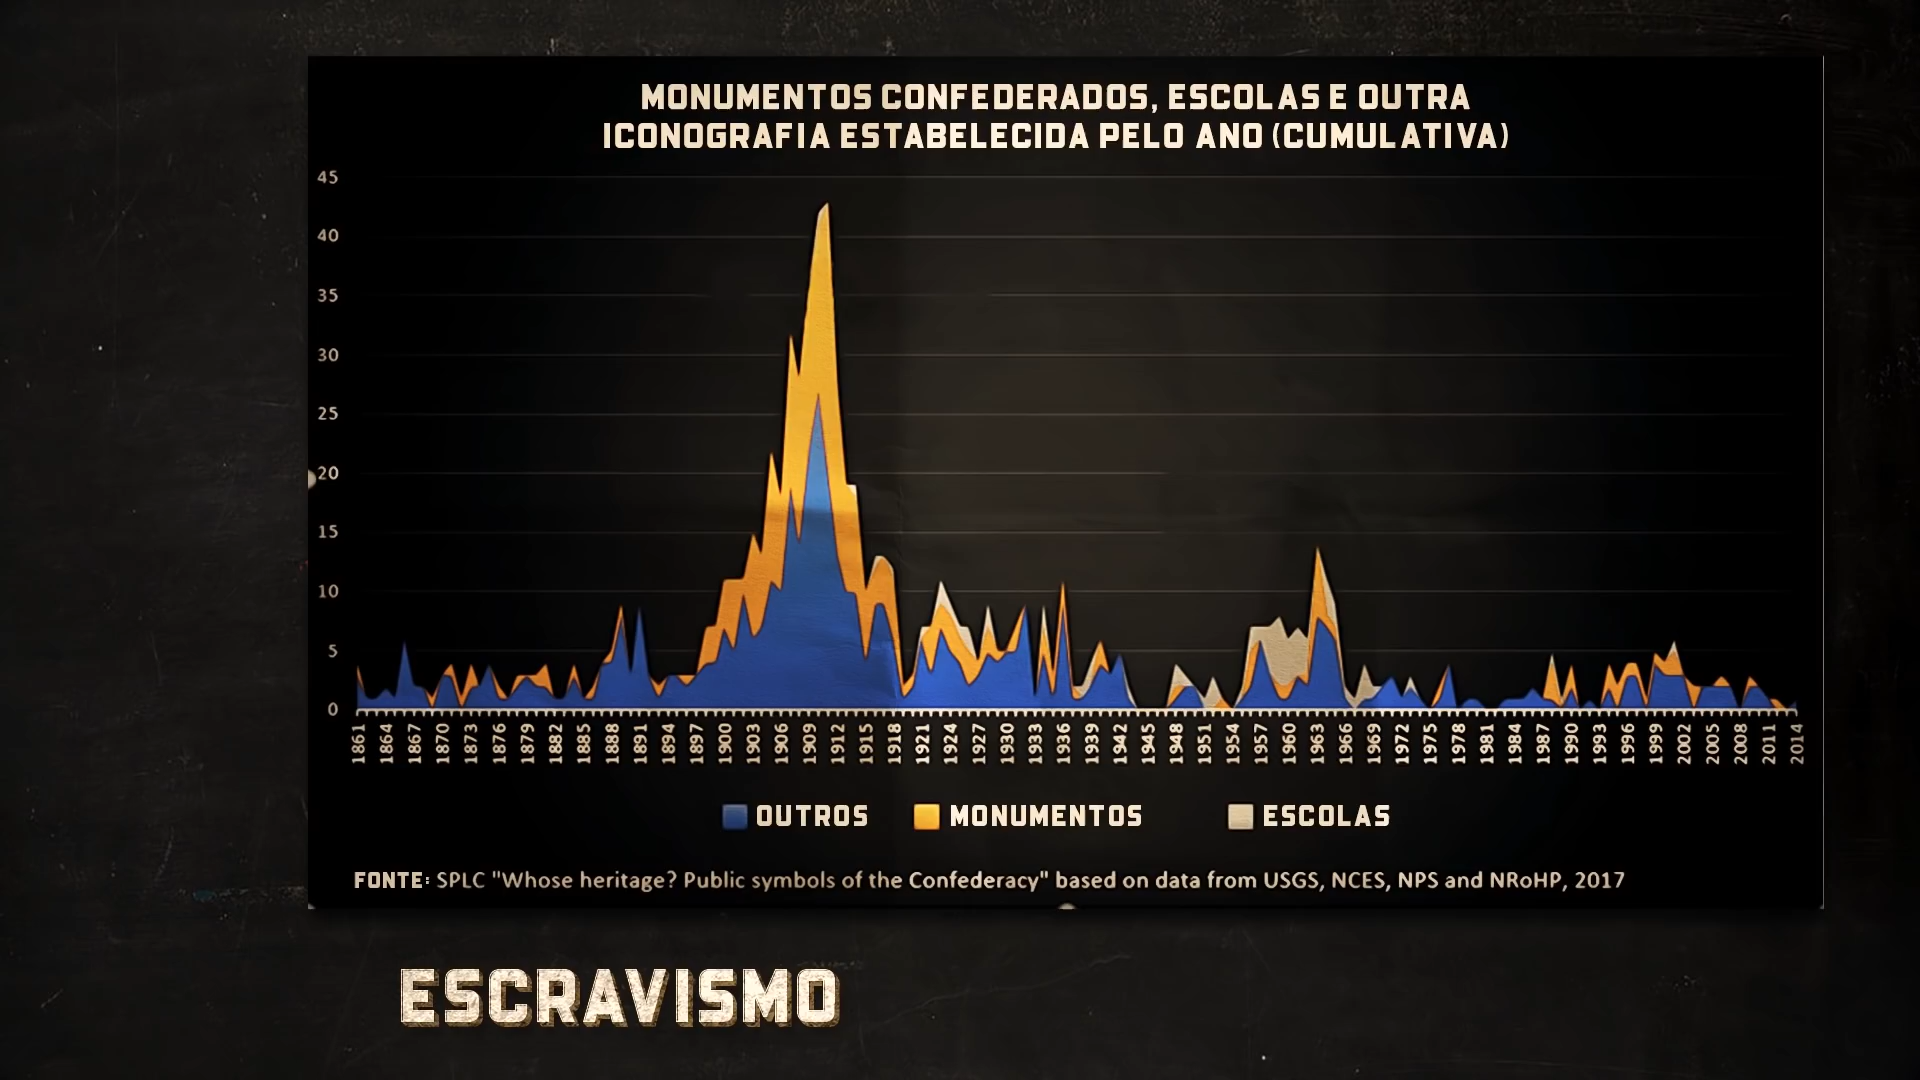 MONUMENTOS CONFEDERADOS, ESCOLAS E OUTRA
ICONOGRAFIA ESTABELECIDA PELO ANO (CUMULATIVA)
45
40
35
30
25
20
15
10
5
0
1861 1864 1867 1870 1873 1876 1879 1882 1885 1888 1891 1894 1897 1900 1903 1906 1909 1912 1915 1918 1921 1924 1927 1930 1933 1936 1939 1942 1945 1948 1951 1954 1957 1960 1963 1966 1969 1972 1975 1978 1981 1984 1987 1990 1993 1996 1999 2002 2005 2008 2011 2014
OUTROS MONUMENTOS ESCOLAS
FONTE: SPLC "Whose heritage? Public symbols of the Confederacy" based on data from USGS, NCES, NPS and NRoHP, 2017
ESCRAVISMO